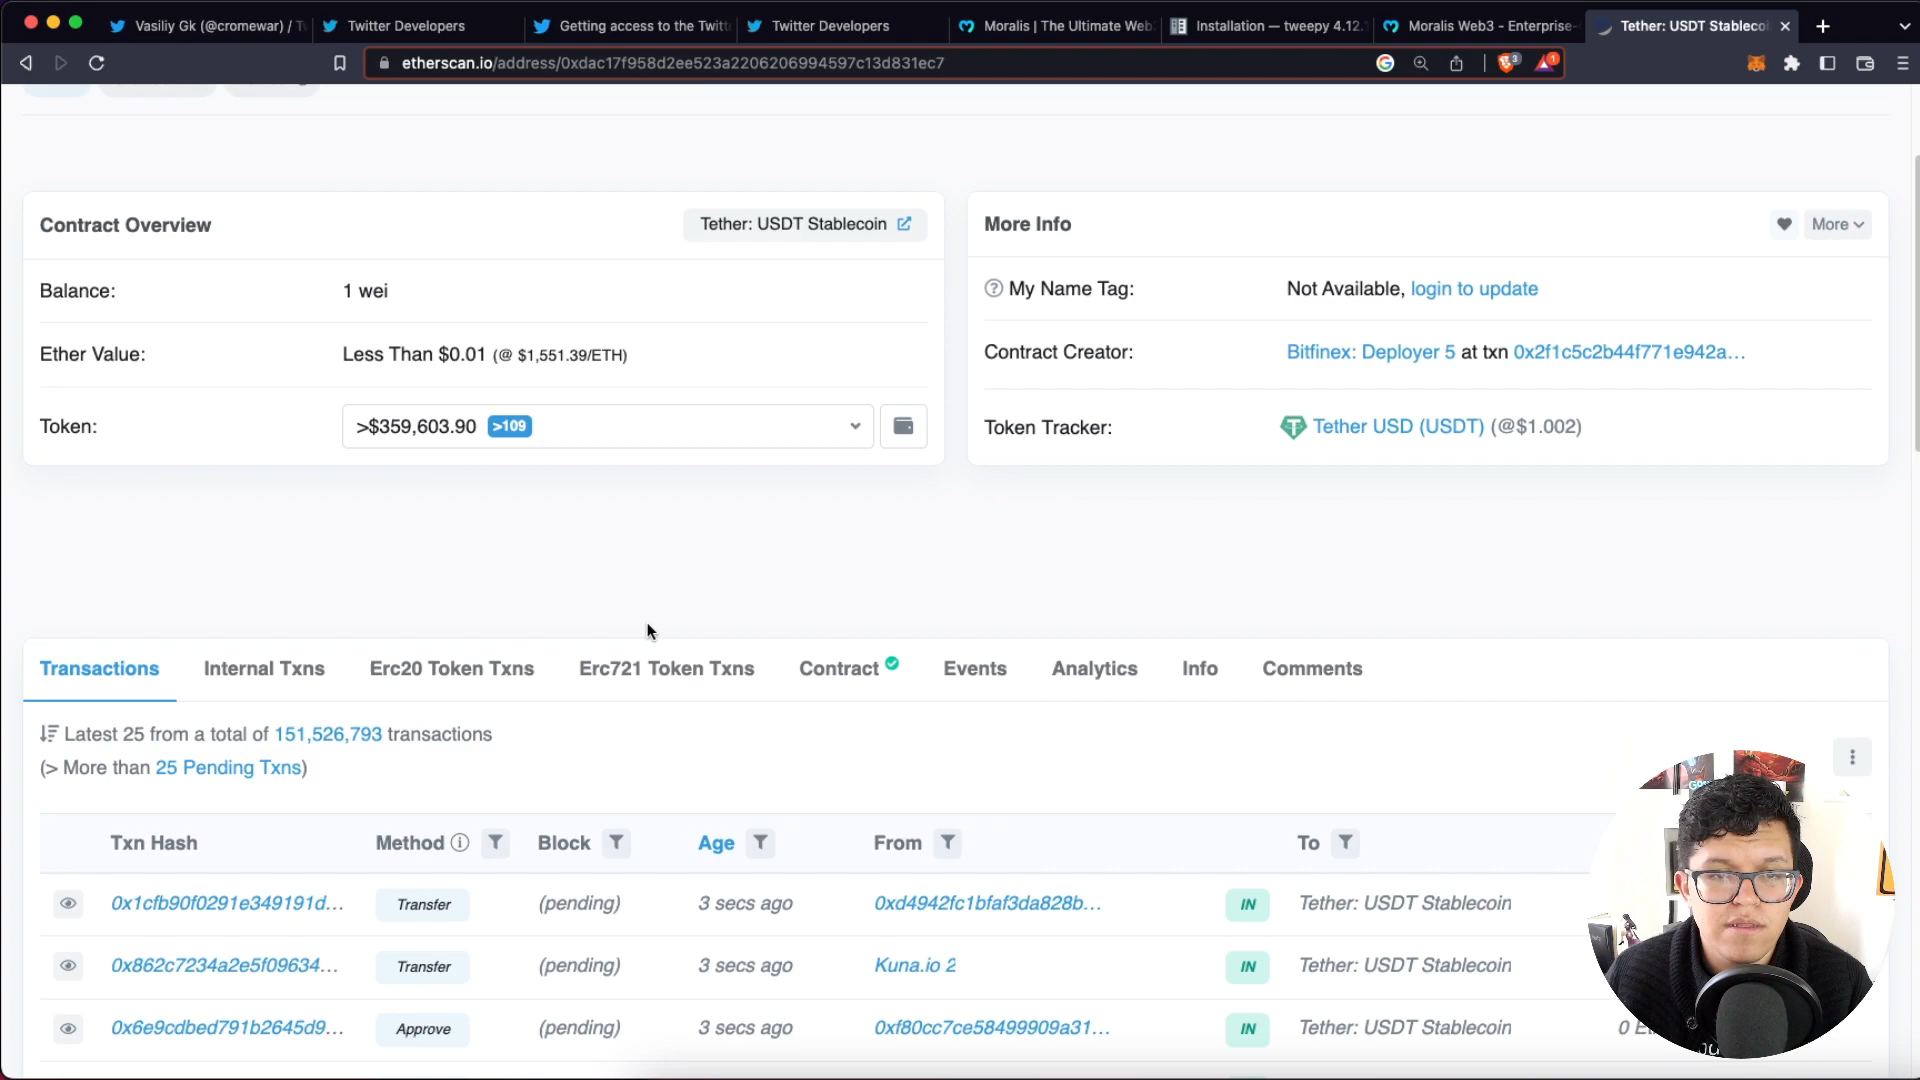 Vasiliy Gk (@cromewar) / Tw
Twitter Developers
Getting access to the Twitte
Twitter Developers
Moralis | The Ultimate Web
Installation — tweepy 4.12.
Moralis Web3 - Enterprise-
Tether: USDT Stableco
etherscan.io/address/0xdac17f958d2ee523a2206206994597c13d831ec7
3
1
Contract Overview
Tether: USDT Stablecoin
More Info
More
Balance:
1 wei
My Name Tag:
Not Available, login to update
Ether Value:
Less Than $0.01 (@ $1,551.39/ETH)
Contract Creator:
Bitfinex: Deployer 5 at txn 0x2f1c5c2b44f771e942a...
Token:
>$359,603.90 >109
Token Tracker:
Tether USD (USDT) (@$1.002)
Transactions
Internal Txns
Erc20 Token Txns
Erc721 Token Txns
Contract
Events
Analytics
Info
Comments
Latest 25 from a total of 151,526,793 transactions
(> More than 25 Pending Txns)
Txn Hash
Method
Block
Age
From
To
0x1cfb90f0291e349191d...
Transfer
(pending)
3 secs ago
0xd4942fc1bfaf3da828b...
IN
Tether: USDT Stablecoin
0x862c7234a2e5f09634...
Transfer
(pending)
3 secs ago
Kuna.io 2
IN
Tether: USDT Stablecoin
0x6e9cdbed791b2645d9...
Approve
(pending)
3 secs ago
0xf80cc7ce58499909a31...
IN
Tether: USDT Stablecoin
0 E